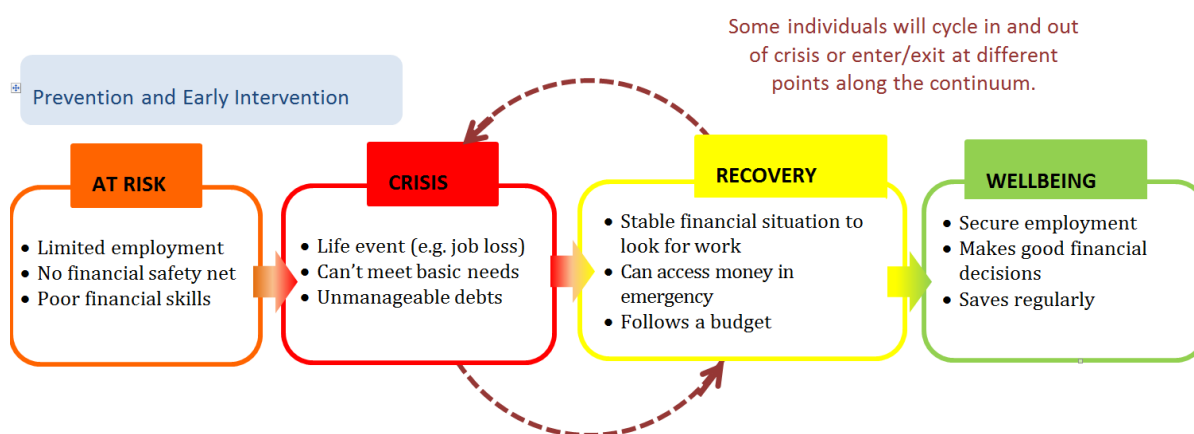 Some individuals will cycle in and out
of crisis or enter/exit at different
points along the continuum.
Prevention and Early Intervention
AT RISK
• Limited employment
• No financial safety net
• Poor financial skills
CRISIS
• Life event (e.g. job loss)
• Can't meet basic needs
• Unmanageable debts
RECOVERY
• Stable financial situation to
look for work
• Can access money in
emergency
• Follows a budget
WELLBEING
• Secure employment
• Makes good financial
decisions
• Saves regularly